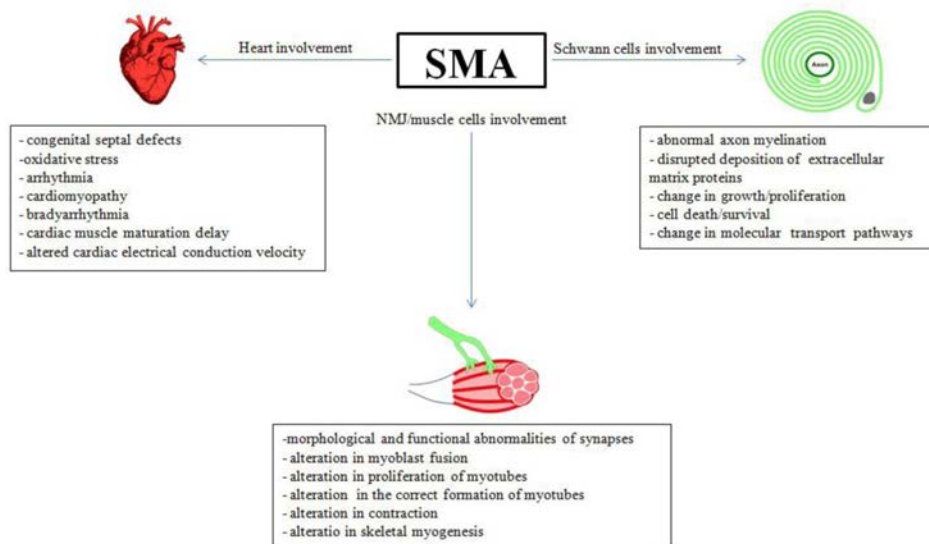 Heart involvement
SMA
Schwann cells involvement
Axon
NMJ/muscle cells involvement
- congenital septal defects
-oxidative stress
- arrhythmia
- cardiomyopathy
- bradyarrhythmia
- cardiac muscle maturation delay
- altered cardiac electrical conduction velocity
- abnormal axon myelination
- disrupted deposition of extracellular
matrix proteins
- change in growth/proliferation
- cell death/survival
- change in molecular transport pathways
-morphological and functional abnormalities of synapses
- alteration in myoblast fusion
- alteration in proliferation of myotubes
- alteration in the correct formation of myotubes
- alteration in contraction
- alteratio in skeletal myogenesis